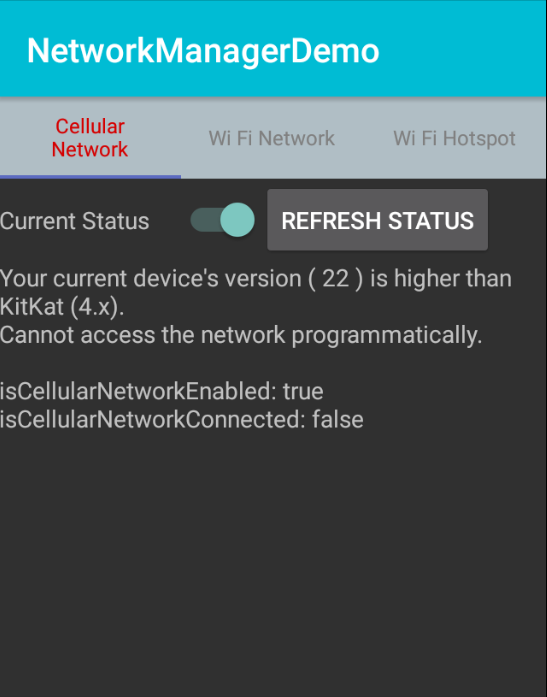 NetworkManagerDemo
Cellular
Network
Wi Fi Network
Wi Fi Hotspot
Current Status
REFRESH STATUS
Your current device's version ( 22 ) is higher than
KitKat (4.x).
Cannot access the network programmatically.
isCellularNetworkEnabled: true
isCellularNetworkConnected: false